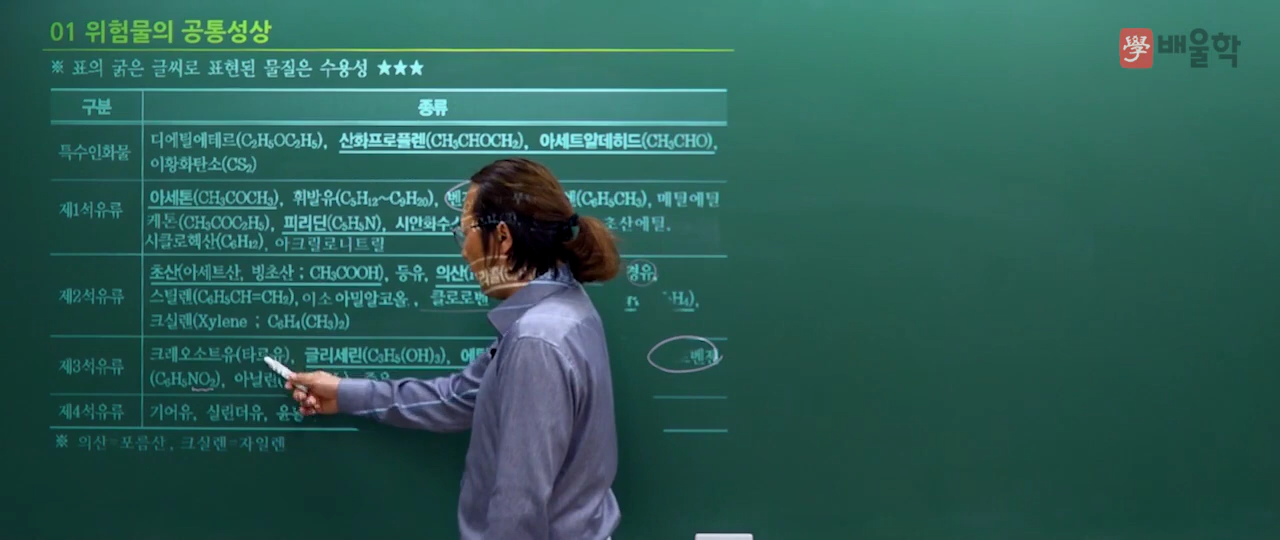 01 위험물의 공통성상
學 배울학
※ 표의 굵은 글씨로 표현된 물질은 수용성 ★★★
구분 종류
특수인화물 디에틸에테르(C₂H₅OC₂H₅), 산화프로필렌(CH₃CHOCH₂), 아세트알데히드(CH₃CHO),
이황화탄소(CS₂)
제1석유류 아세톤(CH₃COCH₃), 휘발유(C₅H₁₂~C₉H₂₀), (C₆H₅CH₃), 메틸에틸
케톤(CH₃COC₂H₅), 피리딘(C₅H₅N), 시안화수소 초산에틸,
시클로헥산(C₆H₁₂), 아크릴로니트릴
제2석유류 초산(아세트산, 빙초산 ; CH₃COOH), 등유, 의산 경유,
스틸렌(C₆H₅CH=CH₂), 이소아밀알코올, 클로로벤 H₄),
크실렌(Xylene ; C₆H₄(CH₃)₂)
제3석유류 크레오소트유(타르유), 글리세린(C₃H₅(OH)₃), 벤젠
(C₆H₅NO₂), 아닐린( 중유
제4석유류 기어유, 실린더유,
※ 의산=포름산, 크실렌=자일렌